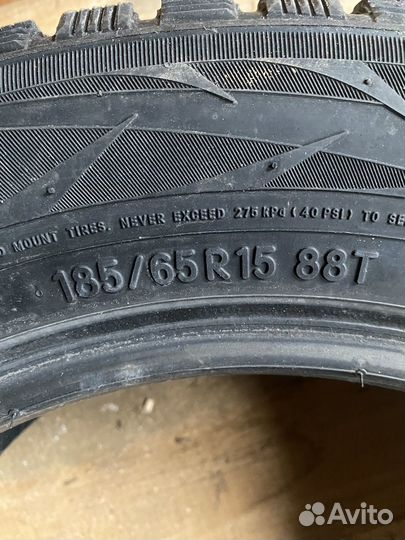 D MOUNT TIRES. NEVER EXCEED 275 KPa (40 PSI) TO SE
185/65R15 88T
Avito